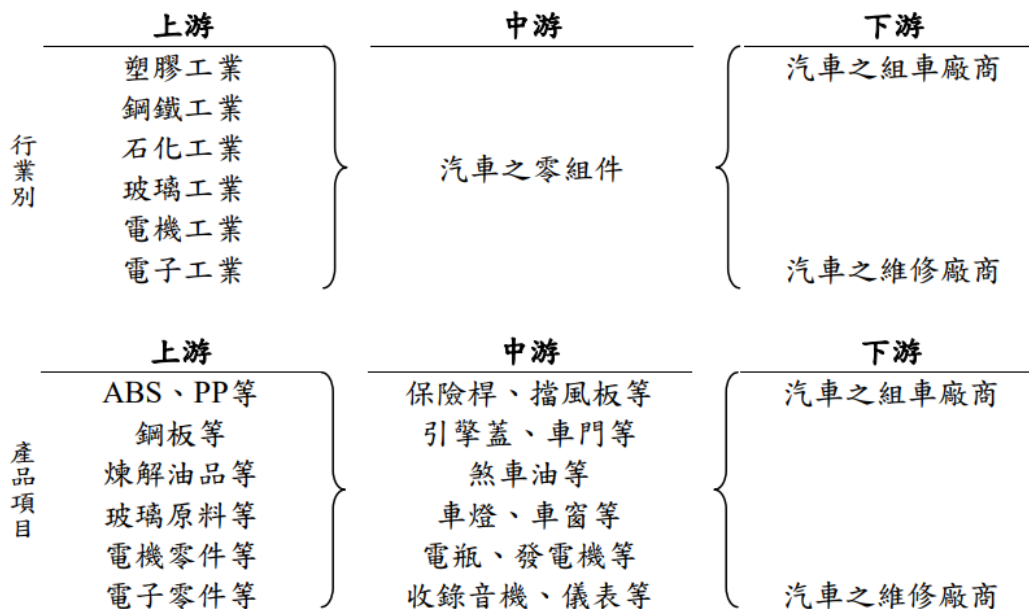 上游 中游 下游
塑膠工業 汽車之組車廠商
鋼鐵工業
石化工業
行業別 汽車之零組件
玻璃工業
電機工業
電子工業 汽車之維修廠商
上游 中游 下游
ABS、PP等 保險桿、擋風板等 汽車之組車廠商
鋼板等 引擎蓋、車門等
產品項目
煉解油品等 煞車油等
玻璃原料等 車燈、車窗等
電機零件等 電瓶、發電機等
電子零件等 收錄音機、儀表等 汽車之維修廠商